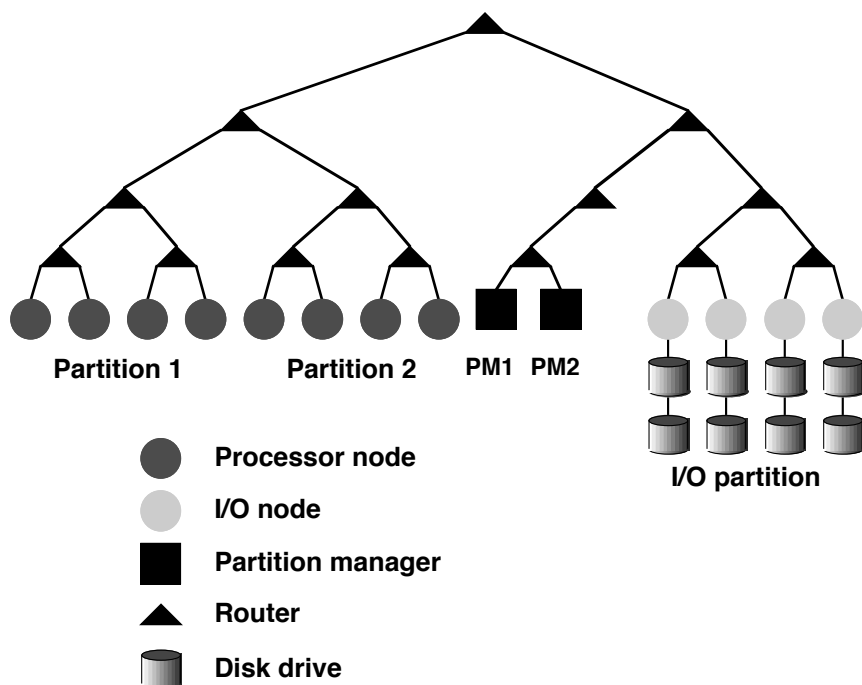 Partition 1
Partition 2
PM1
PM2
I/O partition
Processor node
I/O node
Partition manager
Router
Disk drive